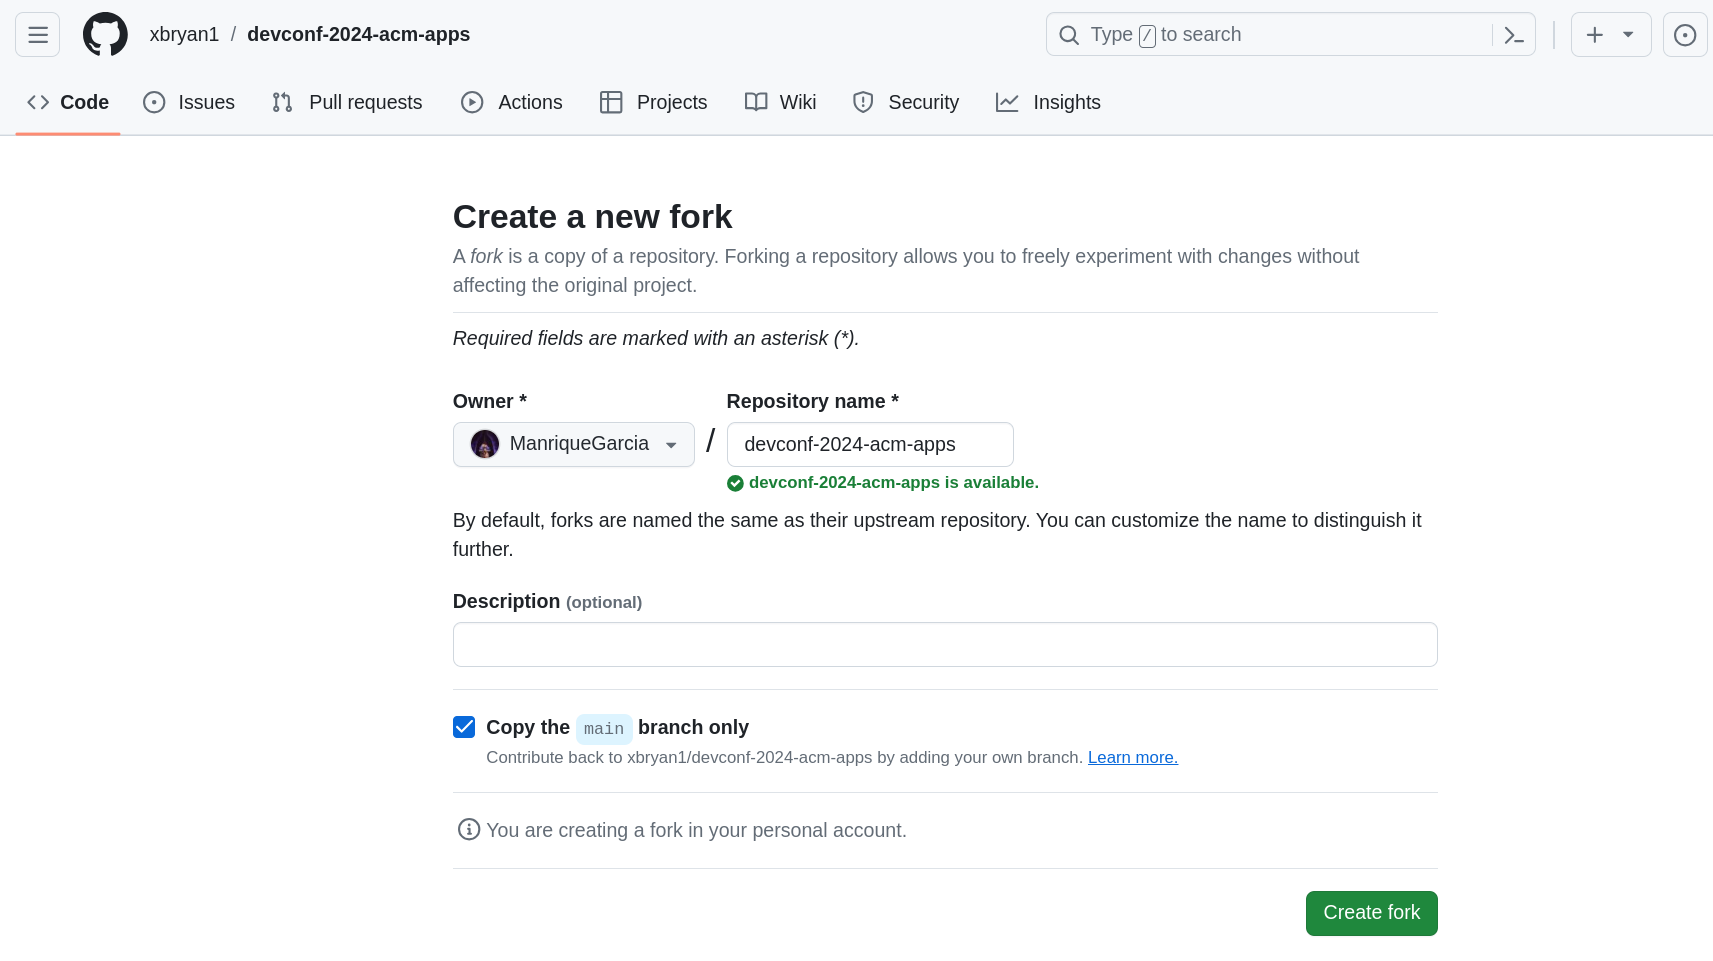 xbryan1 / devconf-2024-acm-apps
Type / to search
Code Issues Pull requests Actions Projects Wiki Security Insights
Create a new fork
A fork is a copy of a repository. Forking a repository allows you to freely experiment with changes without
affecting the original project.
Required fields are marked with an asterisk (*).
Owner * Repository name *
ManriqueGarcia / devconf-2024-acm-apps
devconf-2024-acm-apps is available.
By default, forks are named the same as their upstream repository. You can customize the name to distinguish it
further.
Description (optional)
Copy the main branch only
Contribute back to xbryan1/devconf-2024-acm-apps by adding your own branch. Learn more.
You are creating a fork in your personal account.
Create fork